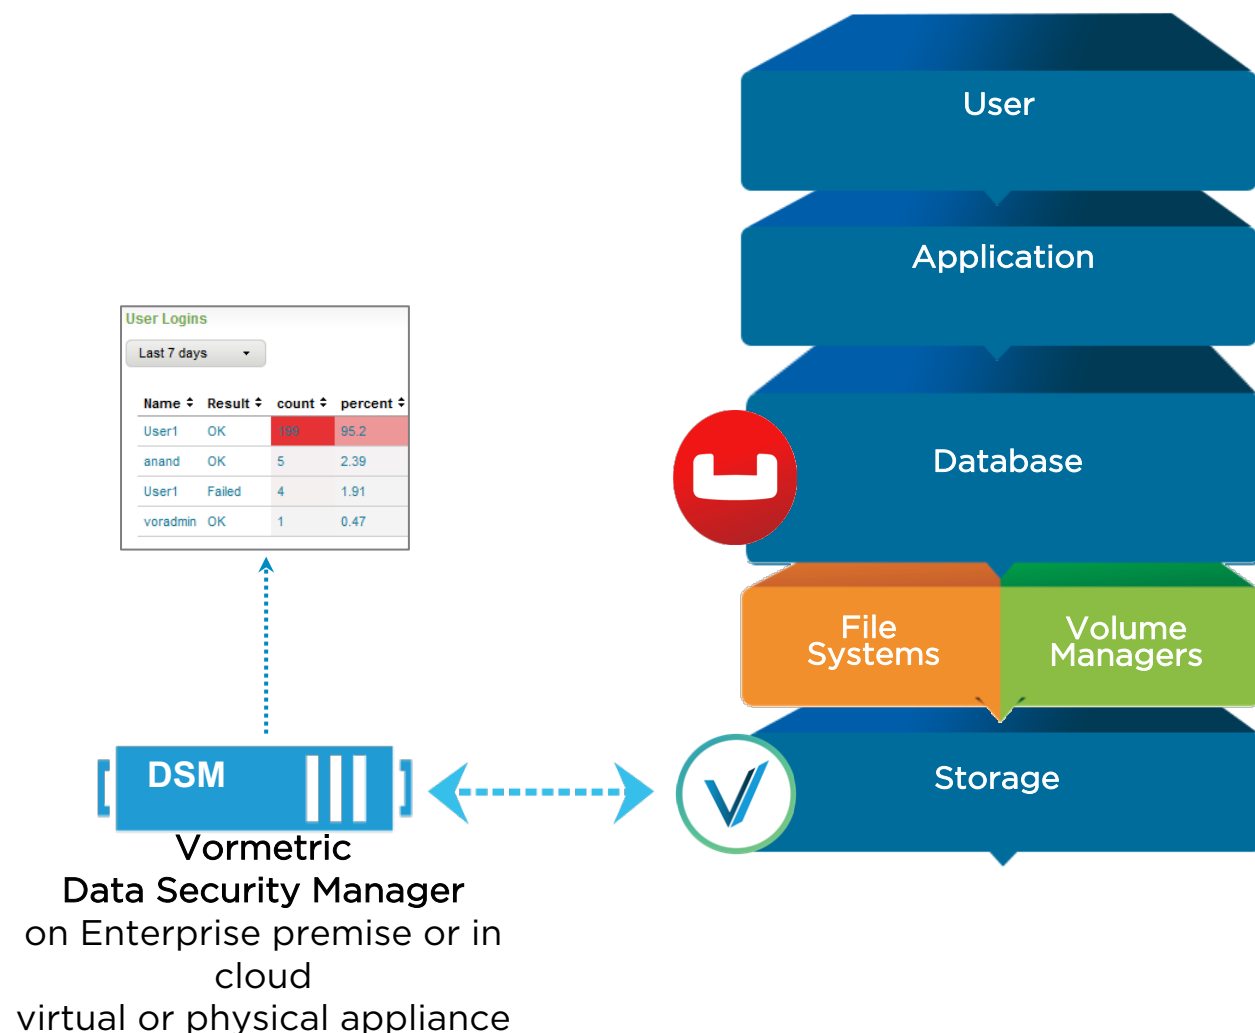 User
Application
User Logins
Last 7 days
Name Result count percent
User1 OK 199 95.2
anand OK 5 2.39
User1 Failed 4 1.91
voradmin OK 1 0.47
Database
File
Systems
Volume
Managers
Storage
DSM
Vormetric
Data Security Manager
on Enterprise premise or in
cloud
virtual or physical appliance